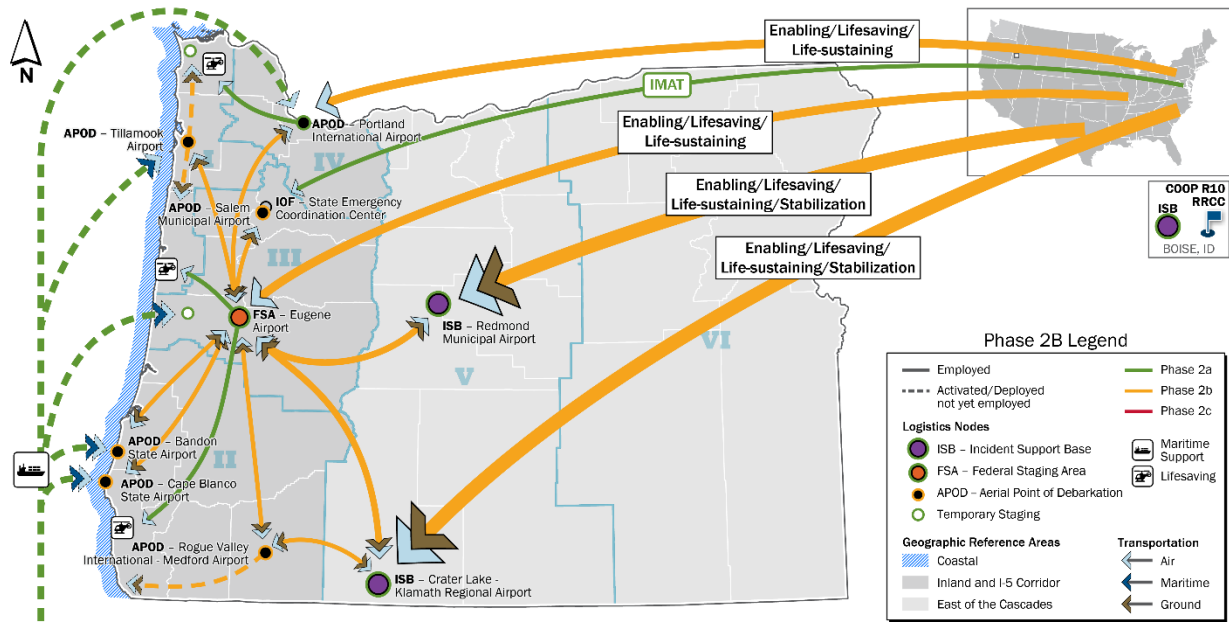 N
Enabling/Lifesaving/
Life-sustaining
IMAT
APOD – Portland
International Airport
APOD – Tillamook
Airport
I
IV
Enabling/Lifesaving/
Life-sustaining
COOP R10
RRCC
ISB
BOISE, ID
Enabling/Lifesaving/
Life-sustaining/Stabilization
IOF – State Emergency
Coordination Center
APOD – Salem
Municipal Airport
Enabling/Lifesaving/
Life-sustaining/Stabilization
III
FSA – Eugene
Airport
ISB – Redmond
Municipal Airport
V
VI
APOD – Bandon
State Airport
II
APOD – Cape Blanco
State Airport
APOD – Rogue Valley
International - Medford Airport
ISB – Crater Lake -
Klamath Regional Airport
Phase 2B Legend
Employed
Activated/Deployed
not yet employed
Phase 2a
Phase 2b
Phase 2c
Logistics Nodes
ISB – Incident Support Base
FSA – Federal Staging Area
APOD – Aerial Point of Debarkation
Temporary Staging
Maritime
Support
Lifesaving
Geographic Reference Areas
Coastal
Inland and I-5 Corridor
East of the Cascades
Transportation
Air
Maritime
Ground